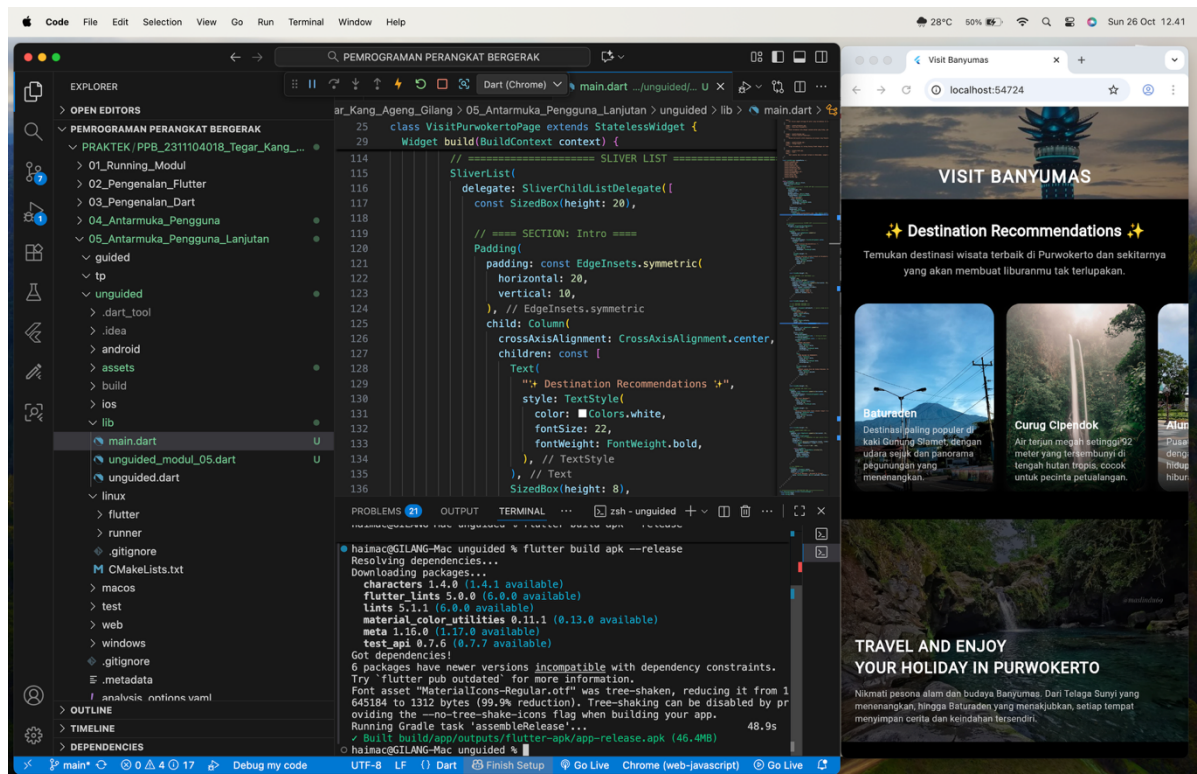 Code File Edit Selection View Go Run Terminal Window Help
28°C 50% Sun 26 Oct 12.41
PEMROGRAMAN PERANGKAT BERGERAK
EXPLORER
OPEN EDITORS
PEMROGRAMAN PERANGKAT BERGERAK
PRAKTEK/PPB_2311104018_Tegar_Kang_...
01_Running_Modul
02_Pengenalan_Flutter
03_Pengenalan_Dart
04_Antarmuka_Pengguna
05_Antarmuka_Pengguna_Lanjutan
guided
tp
unguided
.dart_tool
.idea
android
assets
build
ios
lib
main.dart U
unguided_modul_05.dart U
unguided.dart
linux
flutter
runner
.gitignore
CMakeLists.txt
macos
test
web
windows
.gitignore
.metadata
analysis_options.yaml
OUTLINE
TIMELINE
DEPENDENCIES
7
1
Dart (Chrome)
main.dart .../unguided/... U
ar_Kang_Ageng_Gilang > 05_Antarmuka_Pengguna_Lanjutan > unguided > lib > main.dart >
25 class VisitPurwokertoPage extends StatelessWidget {
29 Widget build(BuildContext context) {
114 // ===================== SLIVER LIST =================
115 SliverList(
116 delegate: SliverChildListDelegate([
117 const SizedBox(height: 20),
118
119 // ==== SECTION: Intro ====
120 Padding(
121 padding: const EdgeInsets.symmetric(
122 horizontal: 20,
123 vertical: 10,
124 ), // EdgeInsets.symmetric
125 child: Column(
126 crossAxisAlignment: CrossAxisAlignment.center,
127 children: const [
128 Text(
129 "✨ Destination Recommendations ✨",
130 style: TextStyle(
131 color: Colors.white,
132 fontSize: 22,
133 fontWeight: FontWeight.bold,
134 ), // TextStyle
135 ), // Text
136 SizedBox(height: 8),
PROBLEMS 21 OUTPUT TERMINAL ... zsh - unguided
haimac@GILANG-Mac unguided % flutter build apk --release
haimac@GILANG-Mac unguided % flutter build apk --release
Resolving dependencies...
Downloading packages...
characters 1.4.0 (1.4.1 available)
flutter_lints 5.0.0 (6.0.0 available)
lints 5.1.1 (6.0.0 available)
material_color_utilities 0.11.1 (0.13.0 available)
meta 1.16.0 (1.17.0 available)
test_api 0.7.6 (0.7.7 available)
Got dependencies!
6 packages have newer versions incompatible with dependency constraints.
Try `flutter pub outdated` for more information.
Font asset "MaterialIcons-Regular.otf" was tree-shaken, reducing it from 1
645184 to 1312 bytes (99.9% reduction). Tree-shaking can be disabled by pr
oviding the --no-tree-shake-icons flag when building your app.
Running Gradle task 'assembleRelease'... 48.9s
✓ Built build/app/outputs/flutter-apk/app-release.apk (46.4MB)
haimac@GILANG-Mac unguided %
main* 0 4 17 Debug my code UTF-8 LF {} Dart Finish Setup Go Live Chrome (web-javascript) Go Live
Visit Banyumas
localhost:54724
VISIT BANYUMAS
✨ Destination Recommendations ✨
Temukan destinasi wisata terbaik di Purwokerto dan sekitarnya
yang akan membuat liburanmu tak terlupakan.
Baturaden
Destinasi paling populer di
kaki Gunung Slamet, dengan
udara sejuk dan panorama
pegunungan yang
menenangkan.
Curug Cipendok
Air terjun megah setinggi 92
meter yang tersembunyi di
tengah hutan tropis, cocok
untuk pecinta petualangan.
Alun
Pusa
denga
hidup
hibur
TRAVEL AND ENJOY
YOUR HOLIDAY IN PURWOKERTO
Nikmati pesona alam dan budaya Banyumas. Dari Telaga Sunyi yang
menenangkan, hingga Baturaden yang menakjubkan, setiap tempat
menyimpan cerita dan keindahan tersendiri.